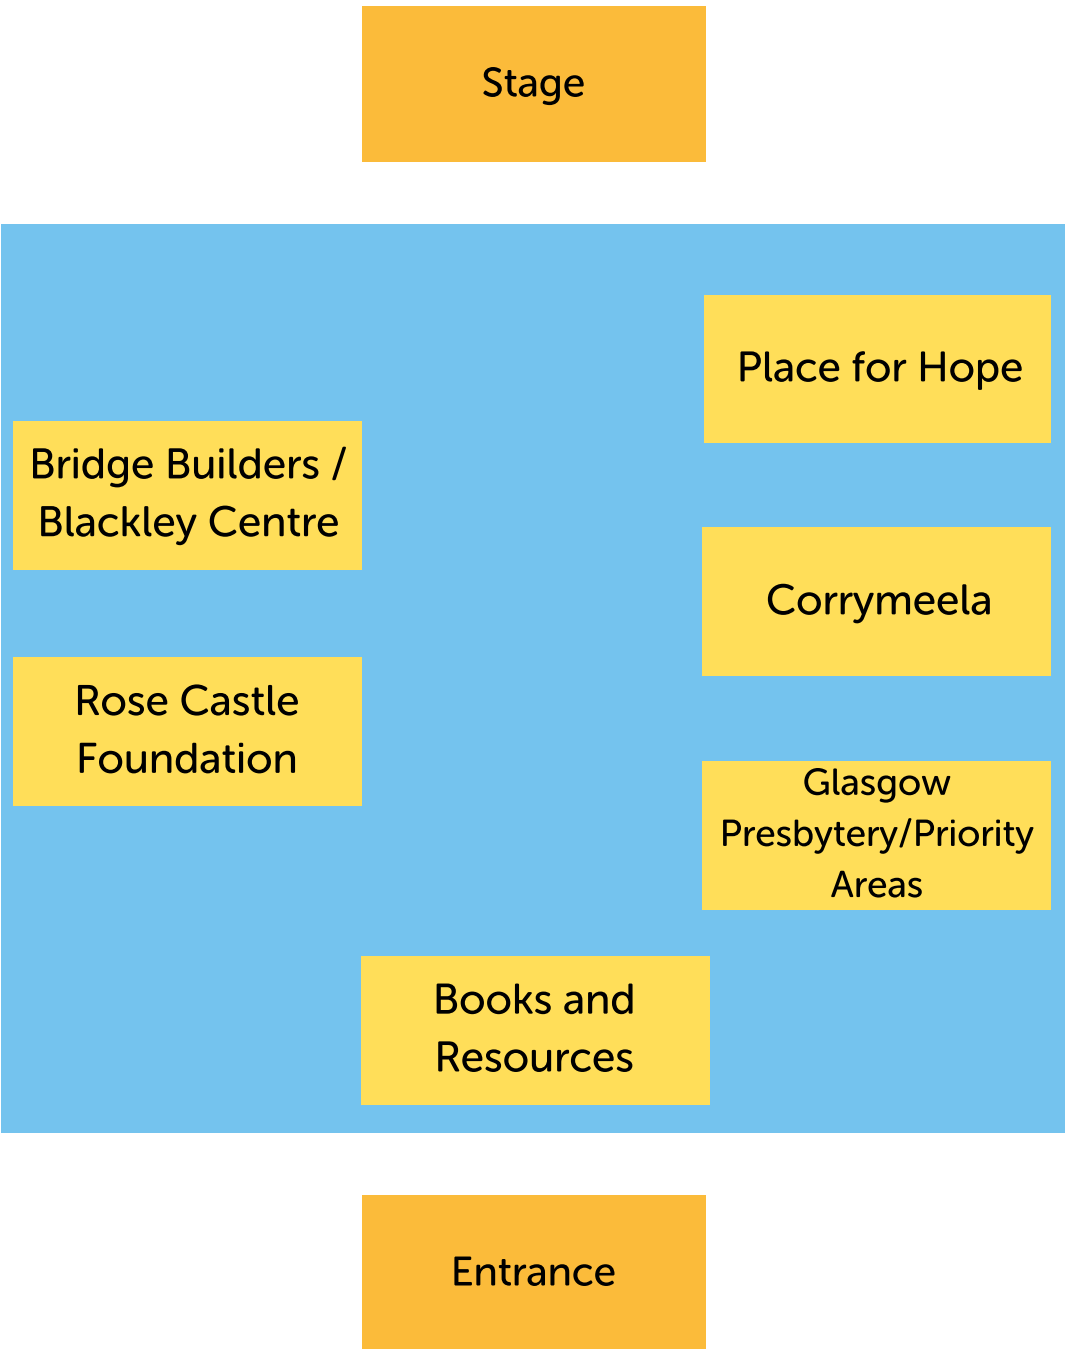 Stage
Place for Hope
Bridge Builders /
Blackley Centre
Corrymeela
Rose Castle
Foundation
Glasgow
Presbytery/Priority
Areas
Books and
Resources
Entrance